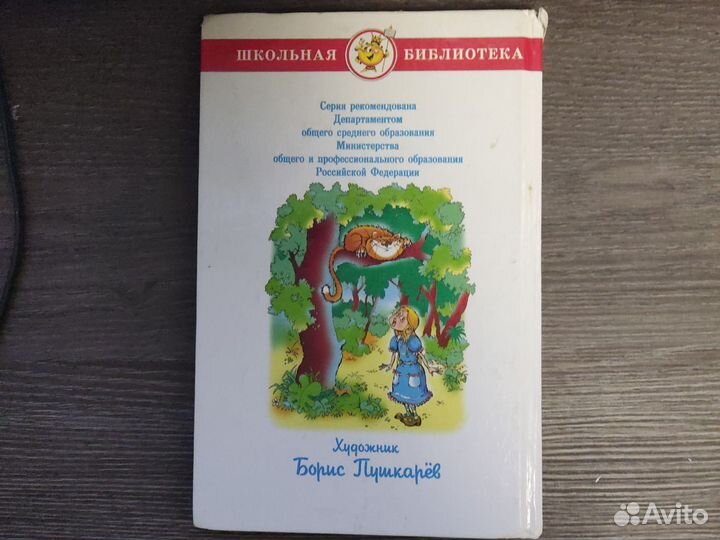 ШКОЛЬНАЯ БИБЛИОТЕКА
Серия рекомендована
Департаментом
общего среднего образования
Министерства
общего и профессионального образования
Российской Федерации
Художник
Борис Пушкарёв
Avito